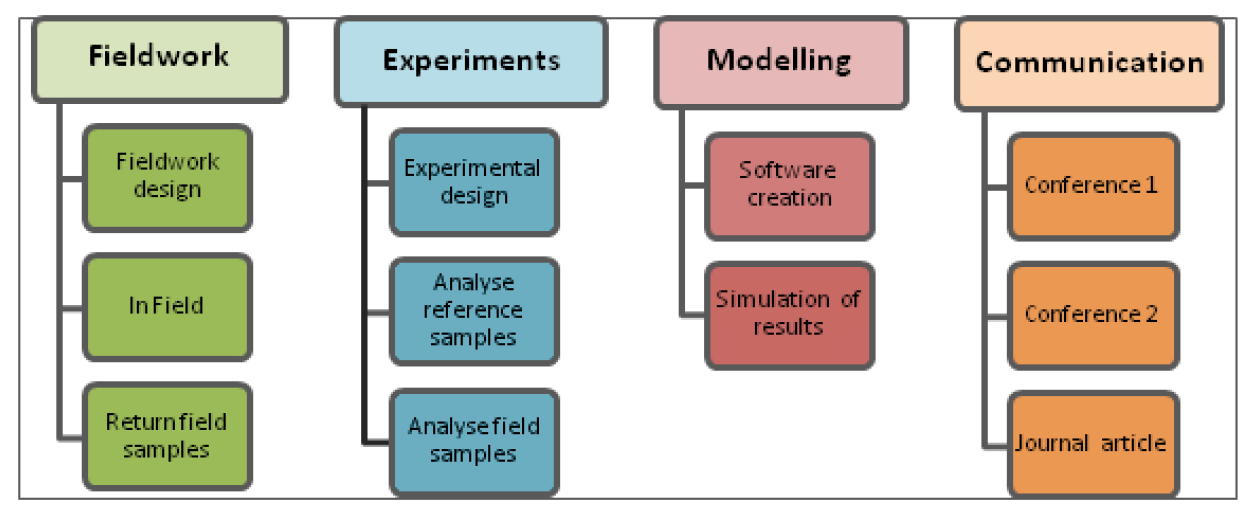 Fieldwork
Fieldwork
design
In Field
Return field
samples
Experiments
Experimental
design
Analyse
reference
samples
Analyse field
samples
Modelling
Software
creation
Simulation of
results
Communication
Conference 1
Conference 2
Journal article